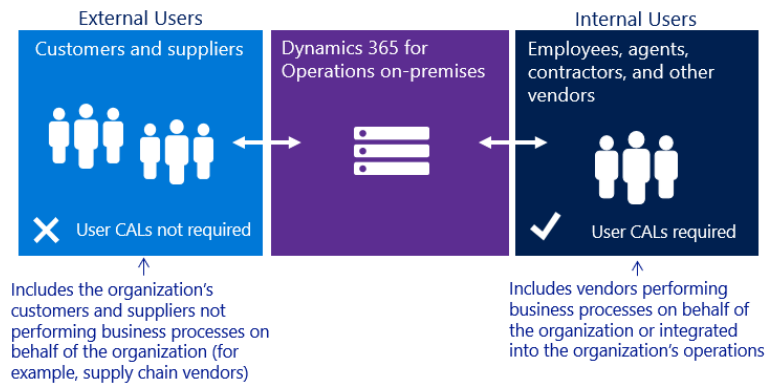 External Users
Internal Users
Customers and suppliers
Dynamics 365 for
Operations on-premises
Employees, agents,
contractors, and other
vendors
User CALs not required
User CALs required
Includes the organization's
customers and suppliers not
performing business processes on
behalf of the organization (for
example, supply chain vendors)
Includes vendors performing
business processes on behalf of
the organization or integrated
into the organization's operations